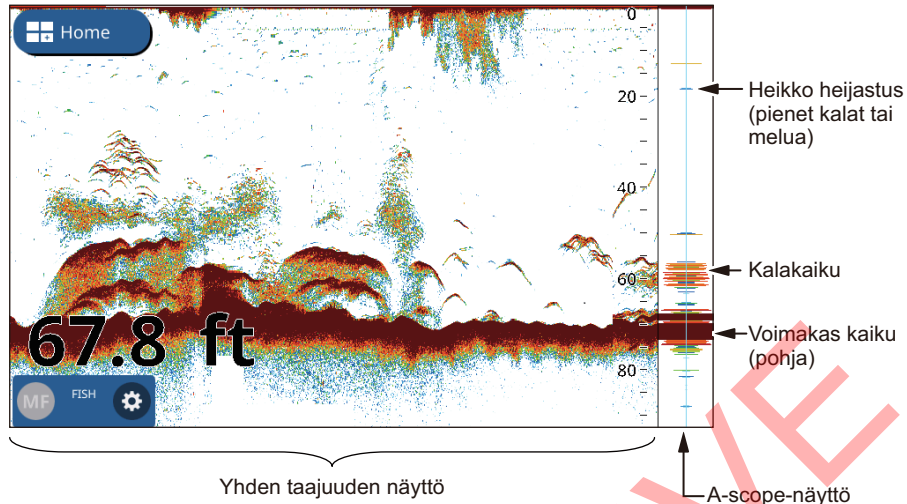 Home
0
20
40
60
80
67.8 ft
MF
FISH
Heikko heijastus
(pienet kalat tai
melua)
Kalakaiku
Voimakas kaiku
(pohja)
Yhden taajuuden näyttö
A-scope-näyttö
VE